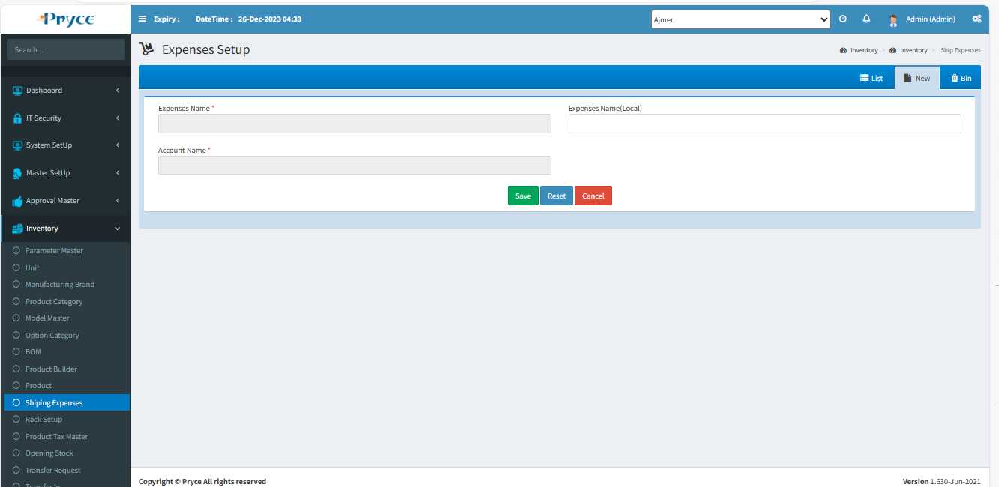 Pryce
Expiry : DateTime : 26-Dec-2023 04:33 Ajmer Admin (Admin)
Search...
Expenses Setup
Inventory > Inventory > Ship Expenses
List New Bin
Dashboard
IT Security
System SetUp
Master SetUp
Approval Master
Inventory
Parameter Master
Unit
Manufacturing Brand
Product Category
Model Master
Option Category
BOM
Product Builder
Product
Shiping Expenses
Rack Setup
Product Tax Master
Opening Stock
Transfer Request
Transfer In
Expenses Name *
Expenses Name(Local)
Account Name *
Save Reset Cancel
Copyright © Pryce All rights reserved
Version 1.630-Jun-2021